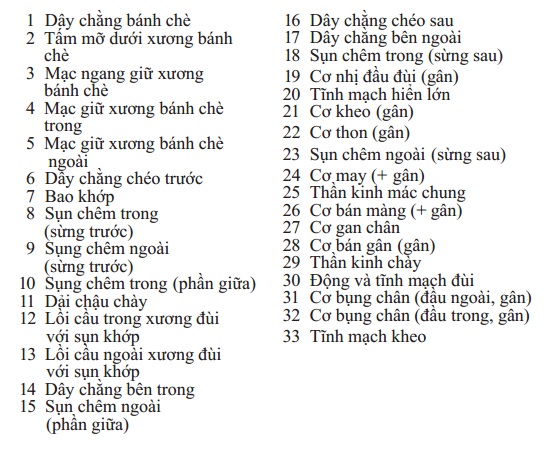 1 Dây chằng bánh chè
2 Tấm mỡ dưới xương bánh
chè
3 Mạc ngang giữ xương
bánh chè
4 Mạc giữ xương bánh chè
trong
5 Mạc giữ xương bánh chè
ngoài
6 Dây chằng chéo trước
7 Bao khớp
8 Sụn chêm trong
(sừng trước)
9 Sụng chêm ngoài
(sừng trước)
10 Sụng chêm trong (phần giữa)
11 Dải chậu chày
12 Lồi cầu trong xương đùi
với sụn khớp
13 Lồi cầu ngoài xương đùi
với sụn khớp
14 Dây chằng bên trong
15 Sụn chêm ngoài
(phần giữa)
16 Dây chằng chéo sau
17 Dây chằng bên ngoài
18 Sụn chêm trong (sừng sau)
19 Cơ nhị đầu đùi (gân)
20 Tĩnh mạch hiển lớn
21 Cơ kheo (gân)
22 Cơ thon (gân)
23 Sụn chêm ngoài (sừng sau)
24 Cơ may (+ gân)
25 Thần kinh mác chung
26 Cơ bán màng (+ gân)
27 Cơ gan chân
28 Cơ bán gân (gân)
29 Thần kinh chày
30 Động và tĩnh mạch đùi
31 Cơ bụng chân (đầu ngoài, gân)
32 Cơ bụng chân (đầu trong, gân)
33 Tĩnh mạch kheo